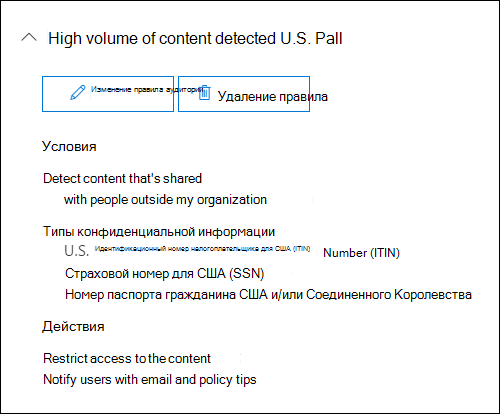 High volume of content detected U.S. Pall
Изменение правила аудитории
Удаление правила
Условия
Detect content that's shared
with people outside my organization
Типы конфиденциальной информации
U.S. Идентификационный номер налогоплательщика для США (ITIN) Number (ITIN)
Страховой номер для США (SSN)
Номер паспорта гражданина США и/или Соединенного Королевства
Действия
Restrict access to the content
Notify users with email and policy tips